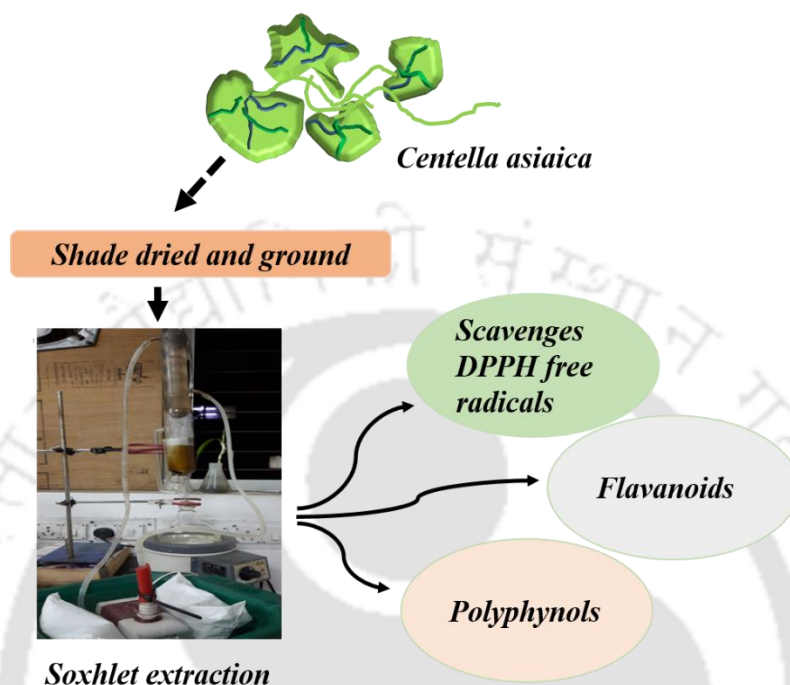 Centella asiaica
Shade dried and ground
Scavenges
DPPH free
radicals
Flavanoids
Polyphynols
Soxhlet extraction